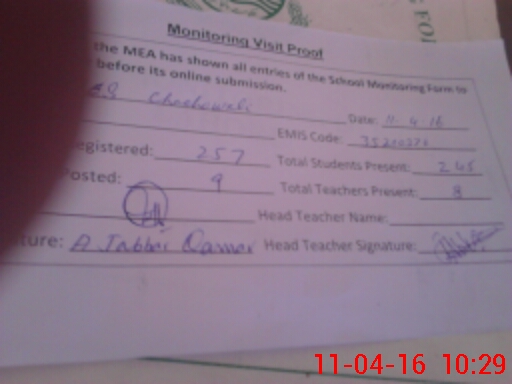 Monitoring Visit Proof
the MEA has shown all entries of the School Monitoring Form to
before its online submission.
Date: 11.4.16
EMIS Code: 35210376
egistered: 257 Total Students Present: 245
Posted: 9 Total Teachers Present: 8
Head Teacher Name:
ture: A Jabbar Qamar Head Teacher Signature:
11-04-16 10:29